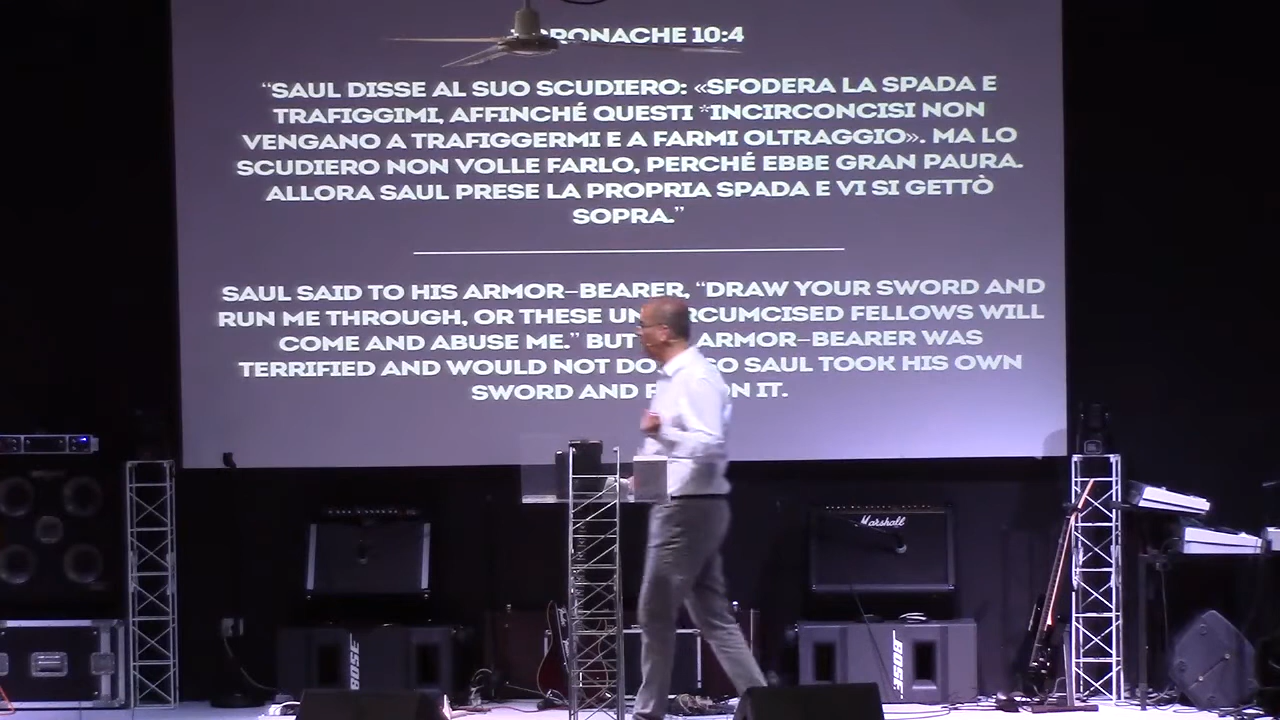 CRONACHE 10:4
“SAUL DISSE AL SUO SCUDIERO: «SFODERA LA SPADA E
TRAFIGGIMI, AFFINCHÉ QUESTI *INCIRCONCISI NON
VENGANO A TRAFIGGERMI E A FARMI OLTRAGGIO». MA LO
SCUDIERO NON VOLLE FARLO, PERCHÉ EBBE GRAN PAURA.
ALLORA SAUL PRESE LA PROPRIA SPADA E VI SI GETTÒ
SOPRA.”
SAUL SAID TO HIS ARMOR-BEARER, “DRAW YOUR SWORD AND
RUN ME THROUGH, OR THESE UNCIRCUMCISED FELLOWS WILL
COME AND ABUSE ME.” BUT ARMOR-BEARER WAS
TERRIFIED AND WOULD NOT DO SO SAUL TOOK HIS OWN
SWORD AND ON IT.
Marshall
BOSE
BOSE